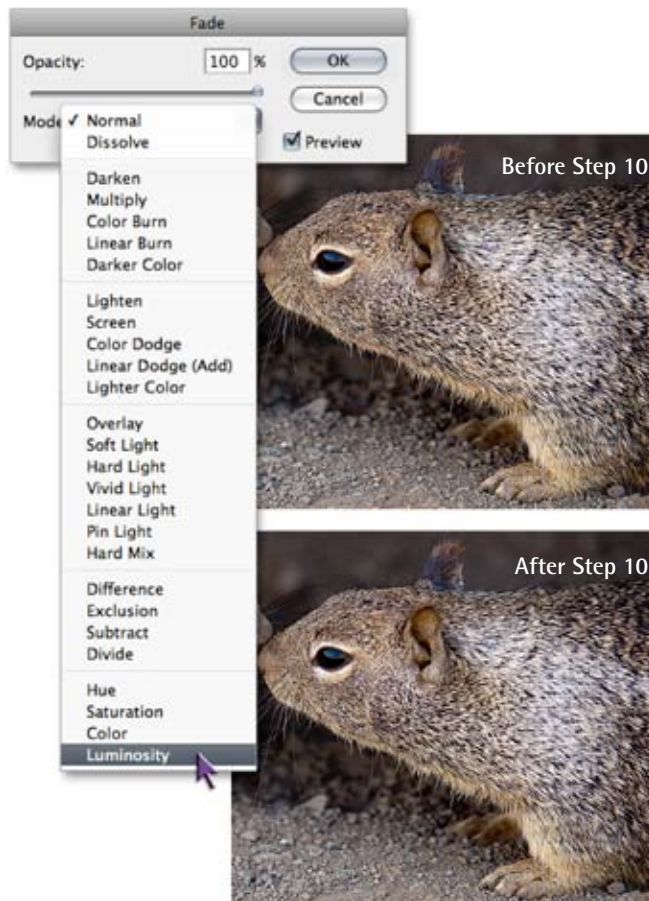 Fade
Opacity: 100 % OK
Cancel
Mode ✓ Normal
Preview
Dissolve
Before Step 10
Darken
Multiply
Color Burn
Linear Burn
Darker Color
Lighten
Screen
Color Dodge
Linear Dodge (Add)
Lighter Color
Overlay
Soft Light
Hard Light
Vivid Light
Linear Light
Pin Light
Hard Mix
After Step 10
Difference
Exclusion
Subtract
Divide
Hue
Saturation
Color
Luminosity